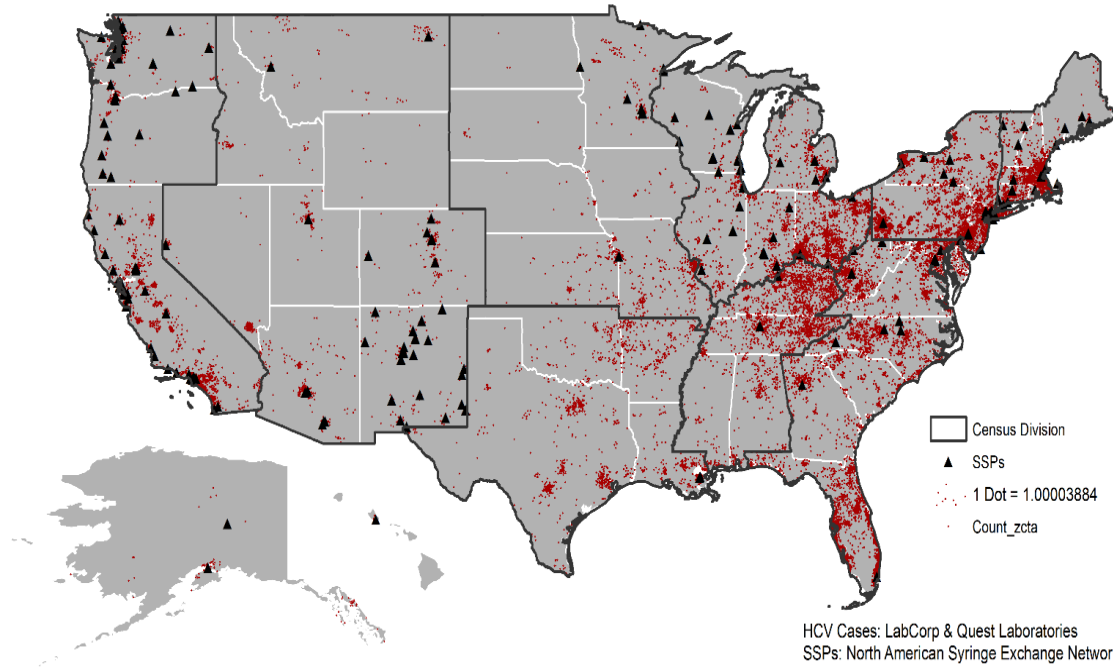 Census Division
SSPs
1 Dot = 1.00003884
Count_zcta
HCV Cases: LabCorp & Quest Laboratories
SSPs: North American Syringe Exchange Networ